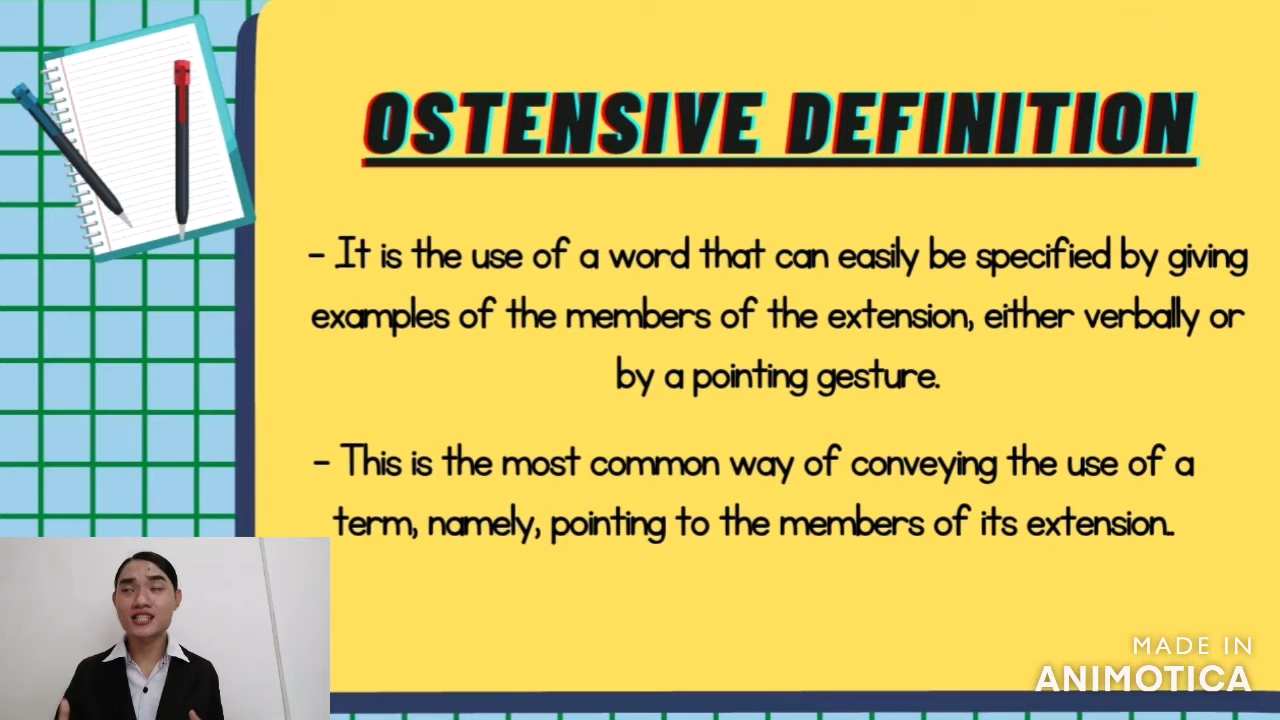 OSTENSIVE DEFINITION
- It is the use of a word that can easily be specified by giving
examples of the members of the extension, either verbally or
by a pointing gesture.
- This is the most common way of conveying the use of a
term, namely, pointing to the members of its extension..
MADE IN
ANIMOTICA